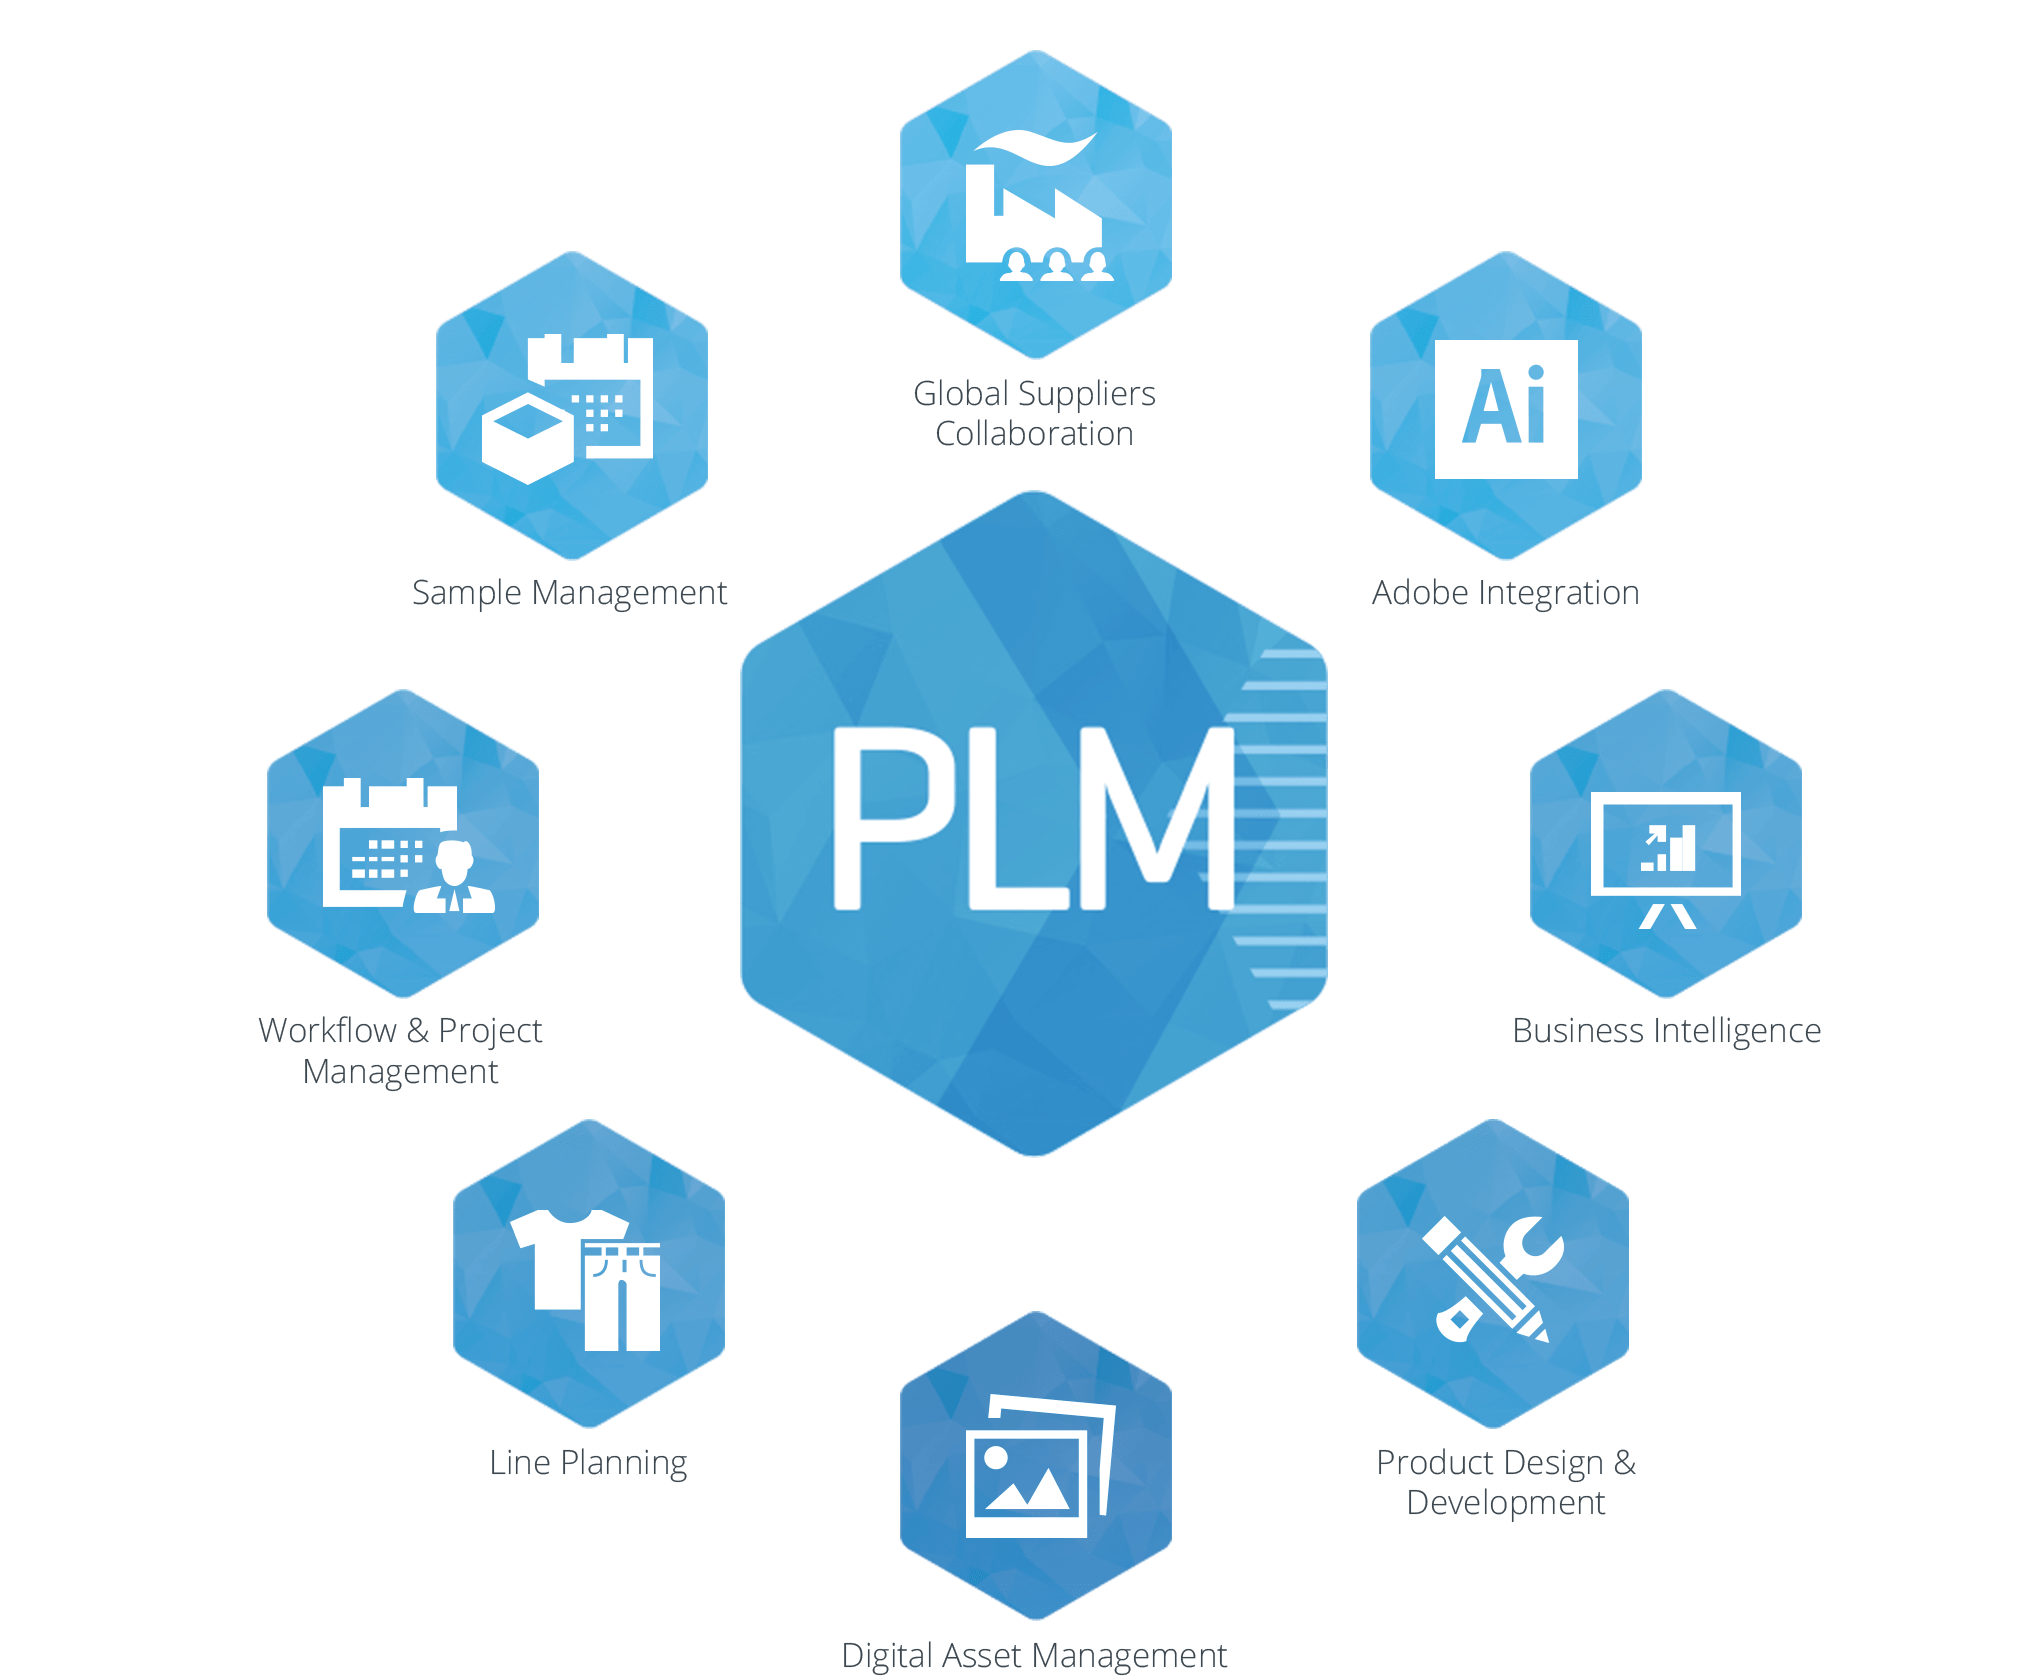 Global Suppliers
Collaboration
Ai
Sample Management
Adobe Integration
PLM
Workflow & Project
Management
Business Intelligence
Line Planning
Product Design &
Development
Digital Asset Management